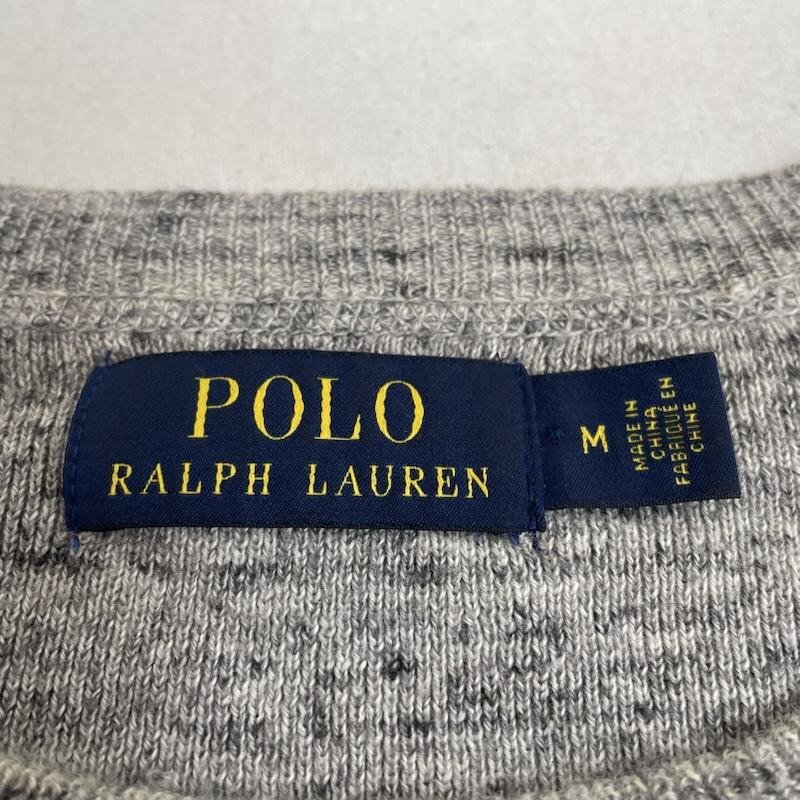 POLO
RALPH LAUREN
M
MADE IN
CHINA
FABRIQUÉ EN
CHINE